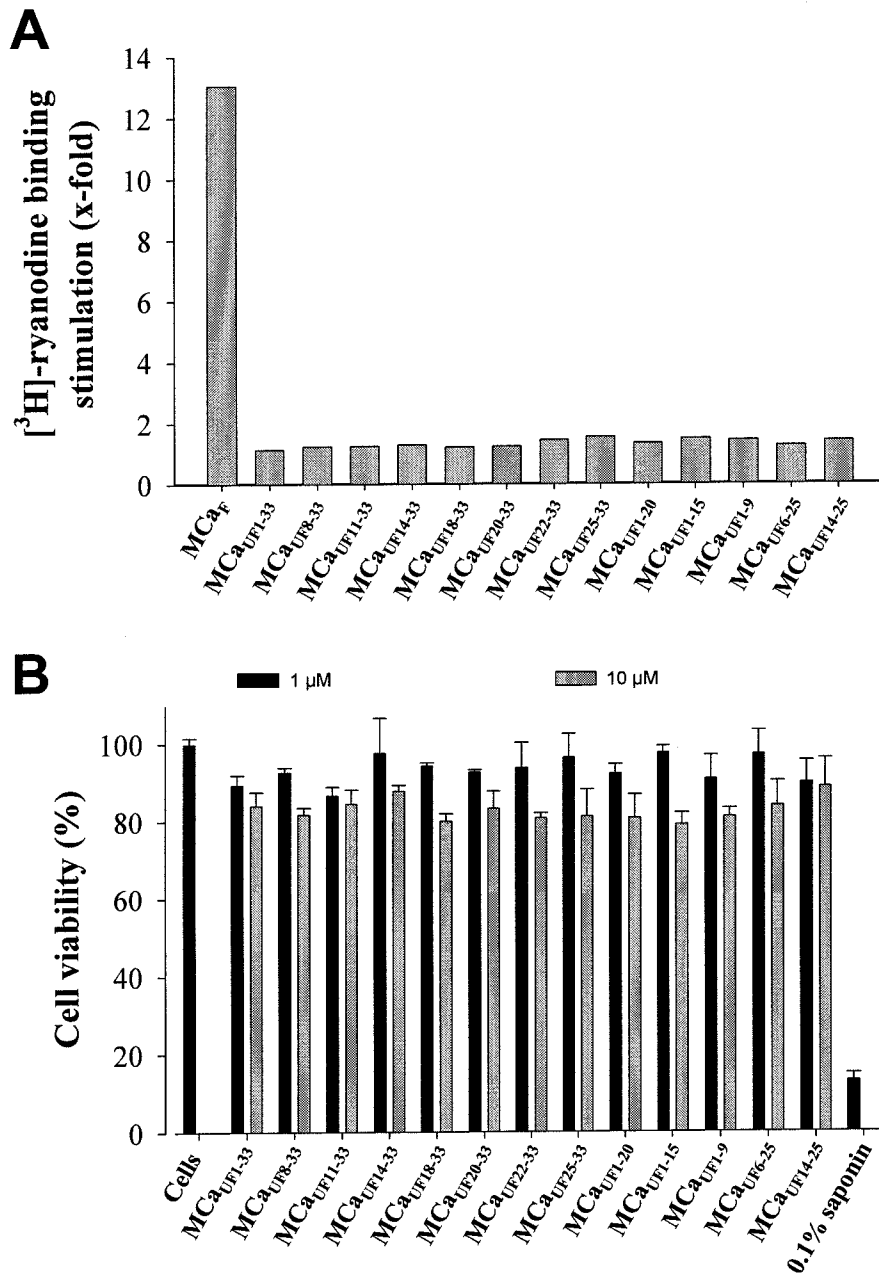 A
[³H]-ryanodine binding
stimulation (x-fold)
14
12
10
8
6
4
2
0
MCaF
MCaUF1-33
MCaUF8-33
MCaUF11-33
MCaUF14-33
MCaUF18-33
MCaUF20-33
MCaUF22-33
MCaUF25-33
MCaUF1-20
MCaUF1-15
MCaUF1-9
MCaUF6-25
MCaUF14-25
B
1 µM
10 µM
Cell viability (%)
100
80
60
40
20
0
Cells
MCaUF1-33
MCaUF8-33
MCaUF11-33
MCaUF14-33
MCaUF18-33
MCaUF20-33
MCaUF22-33
MCaUF25-33
MCaUF1-20
MCaUF1-15
MCaUF1-9
MCaUF6-25
MCaUF14-25
0.1% saponin